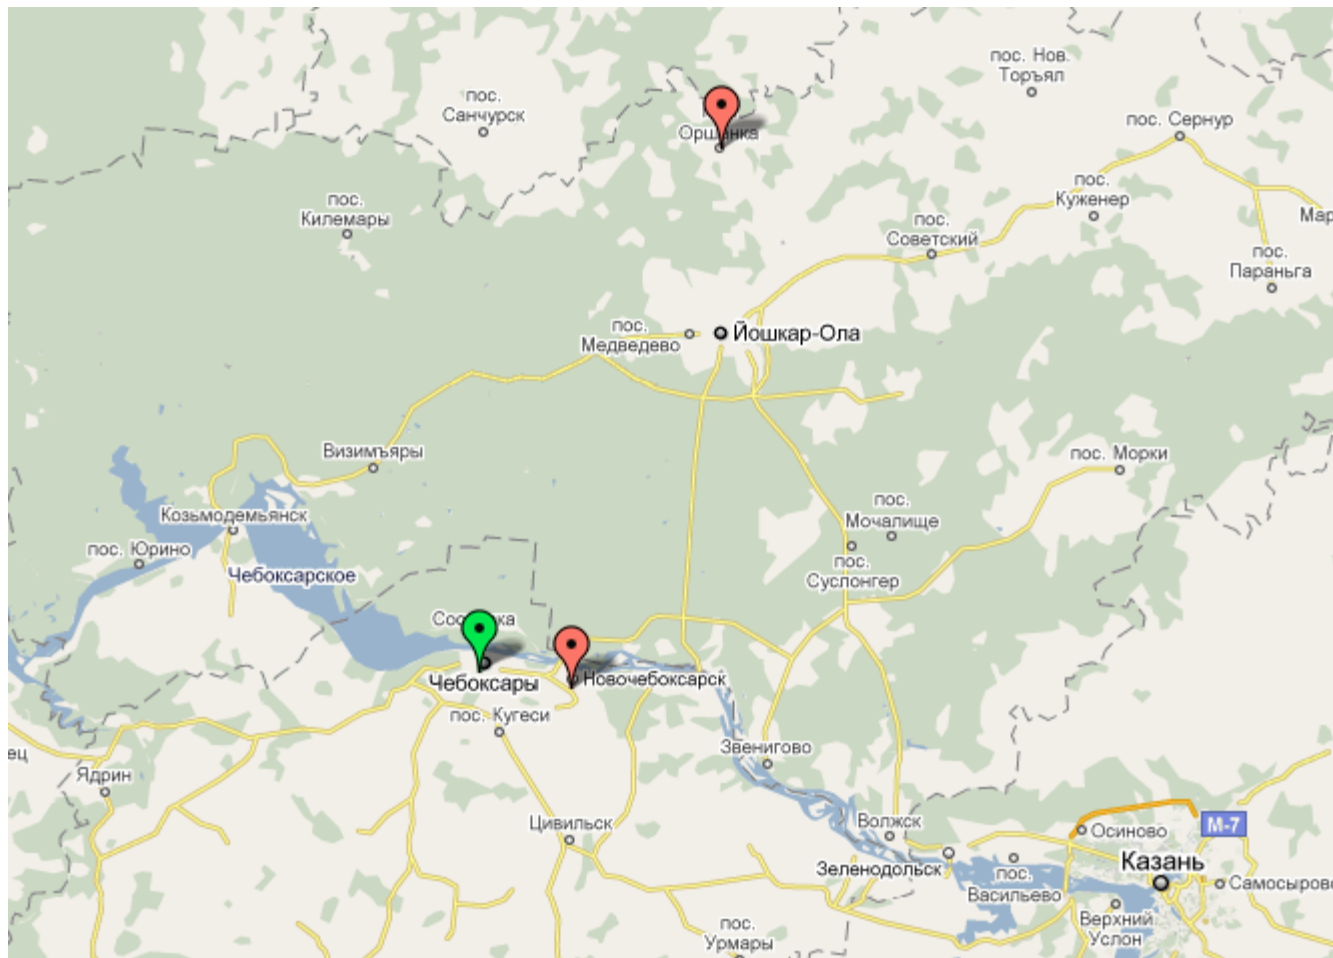 пос. Нов.
Торъял
пос.
Санчурск
Оршанка
пос. Сернур
пос.
Куженер
пос.
Килемары
пос.
Советский
Мар
пос.
Параньга
пос.
Медведево
Йошкар-Ола
Визимъяры
пос. Морки
пос.
Мочалище
Козьмодемьянск
пос. Юрино
Чебоксарское
пос.
Суслонгер
Сосновка
Чебоксары
Новочебоксарск
пос. Кугеси
Звенигово
ец
Ядрин
Цивильск
Волжск
М-7
Осиново
Казань
Зеленодольск
пос.
Васильево
Самосырово
Верхний
Услон
пос.
Урмары